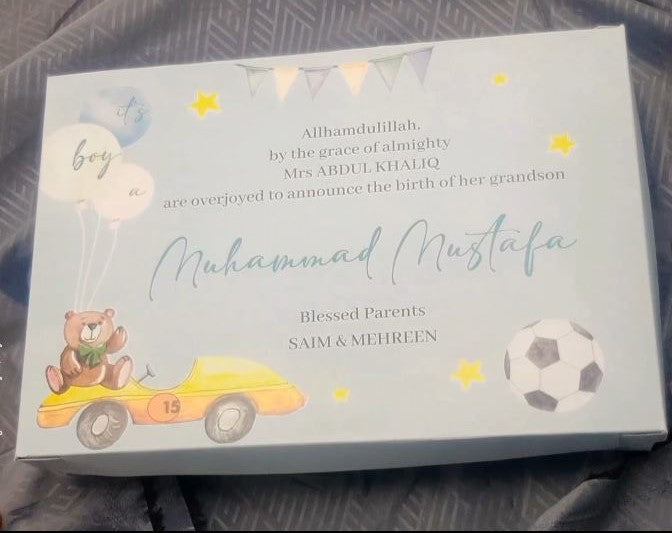 it's
boy
a
Allhamdulillah,
by the grace of almighty
Mrs ABDUL KHALIQ
are overjoyed to announce the birth of her grandson
Muhammad Mustafa
Blessed Parents
SAIM & MEHREEN
15